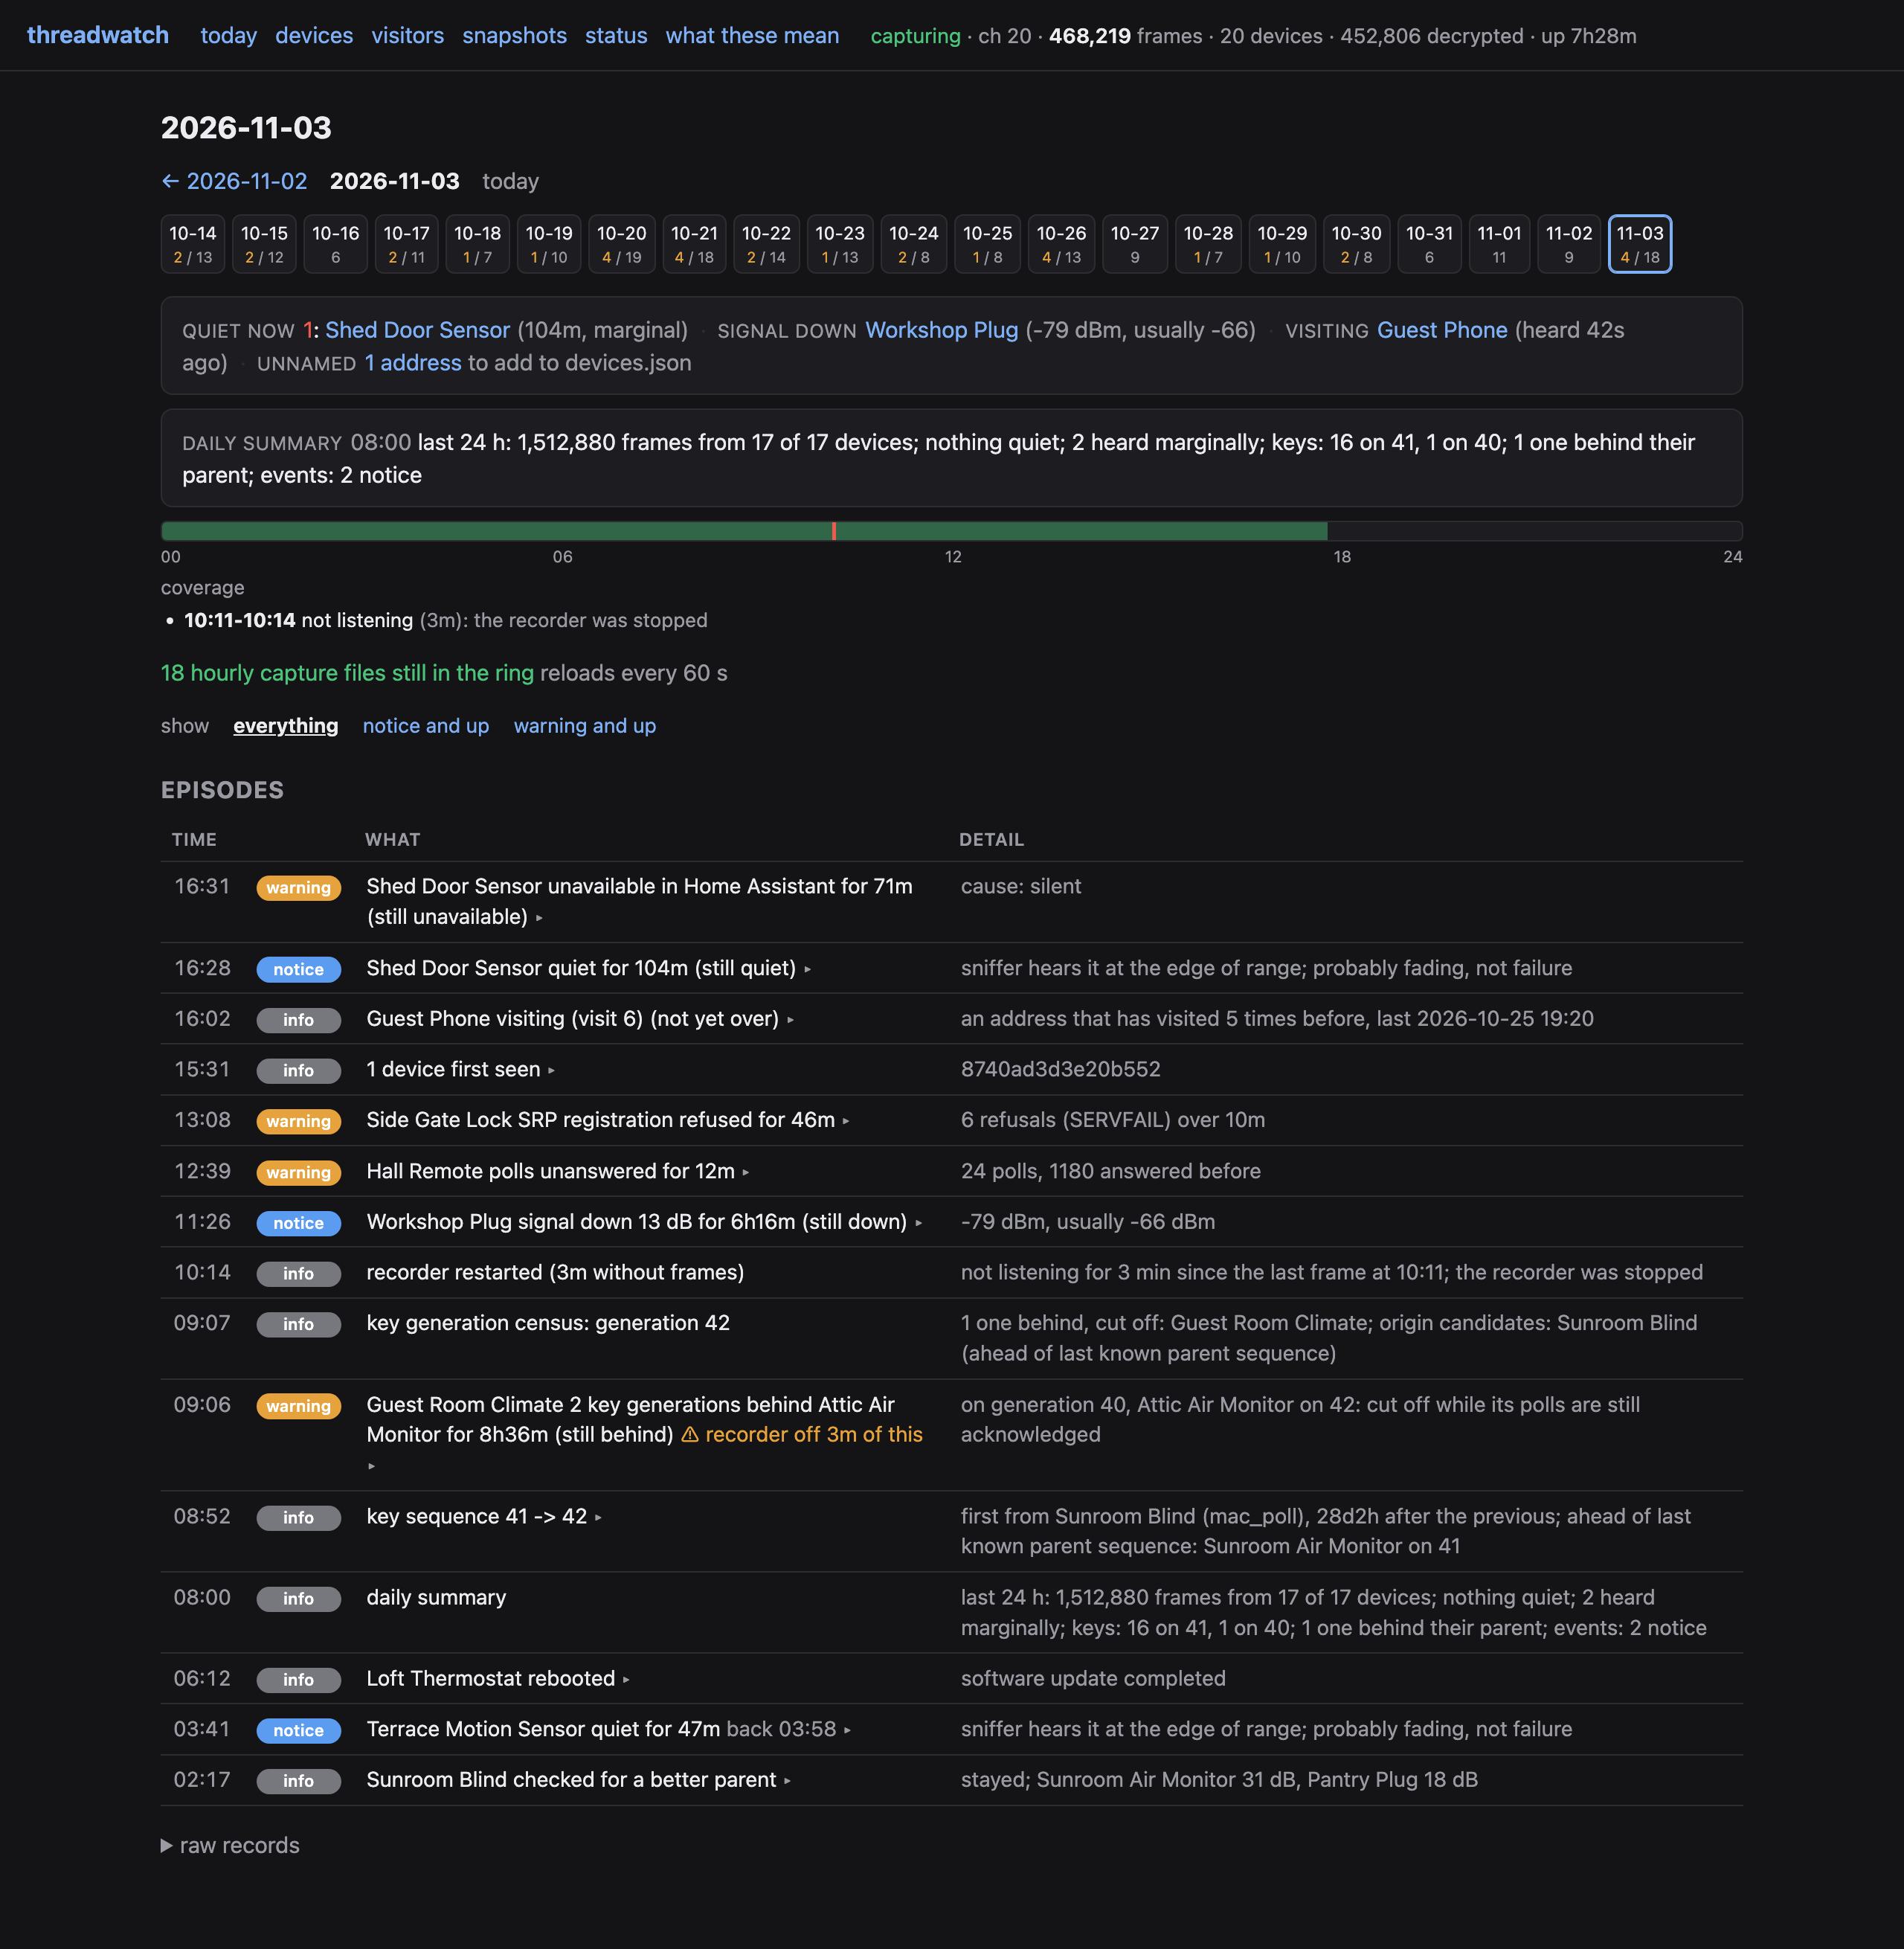 threadwatch today devices visitors snapshots status what these mean capturing · ch 20 · 468,219 frames · 20 devices · 452,806 decrypted · up 7h28m
2026-11-03
← 2026-11-02 2026-11-03 today
10-14 10-15 10-16 10-17 10-18 10-19 10-20 10-21 10-22 10-23 10-24 10-25 10-26 10-27 10-28 10-29 10-30 10-31 11-01 11-02 11-03
2 / 13 2 / 12 6 2 / 11 1 / 7 1 / 10 4 / 19 4 / 18 2 / 14 1 / 13 2 / 8 1 / 8 4 / 13 9 1 / 7 1 / 10 2 / 8 6 11 9 4 / 18
QUIET NOW 1: Shed Door Sensor (104m, marginal) · SIGNAL DOWN Workshop Plug (-79 dBm, usually -66) · VISITING Guest Phone (heard 42s
ago) · UNNAMED 1 address to add to devices.json
DAILY SUMMARY 08:00 last 24 h: 1,512,880 frames from 17 of 17 devices; nothing quiet; 2 heard marginally; keys: 16 on 41, 1 on 40; 1 one behind their
parent; events: 2 notice
00 06 12 18 24
coverage
• 10:11-10:14 not listening (3m): the recorder was stopped
18 hourly capture files still in the ring reloads every 60 s
show everything notice and up warning and up
EPISODES
TIME WHAT DETAIL
16:31 warning Shed Door Sensor unavailable in Home Assistant for 71m cause: silent
(still unavailable) ▸
16:28 notice Shed Door Sensor quiet for 104m (still quiet) ▸ sniffer hears it at the edge of range; probably fading, not failure
16:02 info Guest Phone visiting (visit 6) (not yet over) ▸ an address that has visited 5 times before, last 2026-10-25 19:20
15:31 info 1 device first seen ▸ 8740ad3d3e20b552
13:08 warning Side Gate Lock SRP registration refused for 46m ▸ 6 refusals (SERVFAIL) over 10m
12:39 warning Hall Remote polls unanswered for 12m ▸ 24 polls, 1180 answered before
11:26 notice Workshop Plug signal down 13 dB for 6h16m (still down) ▸ -79 dBm, usually -66 dBm
10:14 info recorder restarted (3m without frames) not listening for 3 min since the last frame at 10:11; the recorder was stopped
09:07 info key generation census: generation 42 1 one behind, cut off: Guest Room Climate; origin candidates: Sunroom Blind
(ahead of last known parent sequence)
09:06 warning Guest Room Climate 2 key generations behind Attic Air on generation 40, Attic Air Monitor on 42: cut off while its polls are still
Monitor for 8h36m (still behind) ⚠ recorder off 3m of this acknowledged
▸
08:52 info key sequence 41 -> 42 ▸ first from Sunroom Blind (mac_poll), 28d2h after the previous; ahead of last
known parent sequence: Sunroom Air Monitor on 41
08:00 info daily summary last 24 h: 1,512,880 frames from 17 of 17 devices; nothing quiet; 2 heard
marginally; keys: 16 on 41, 1 on 40; 1 one behind their parent; events: 2 notice
06:12 info Loft Thermostat rebooted ▸ software update completed
03:41 notice Terrace Motion Sensor quiet for 47m back 03:58 ▸ sniffer hears it at the edge of range; probably fading, not failure
02:17 info Sunroom Blind checked for a better parent ▸ stayed; Sunroom Air Monitor 31 dB, Pantry Plug 18 dB
▶ raw records